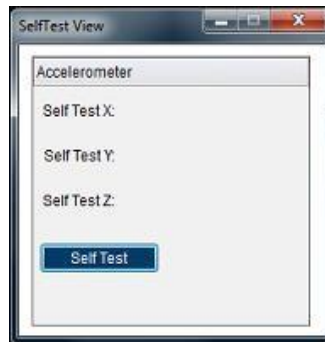 SelfTest View
Accelerometer
Self Test X:
Self Test Y:
Self Test Z:
Self Test